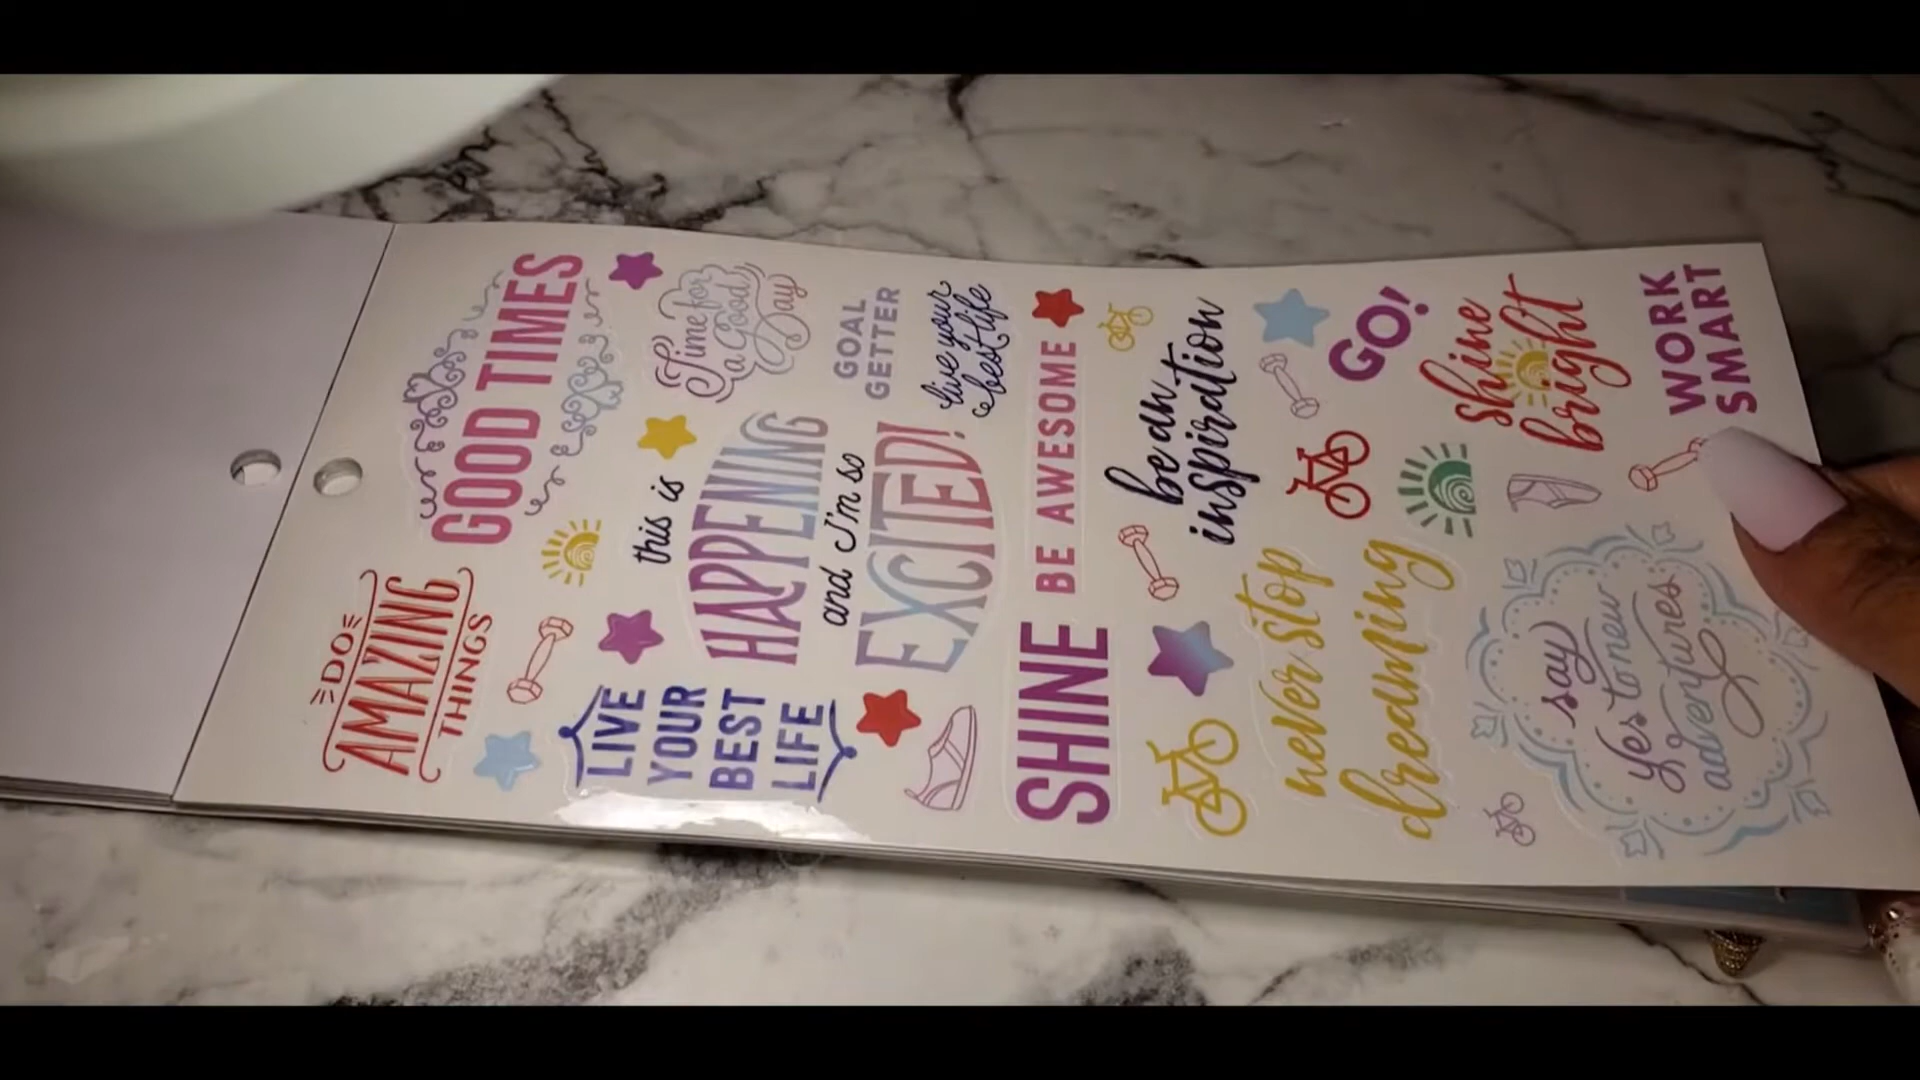 DO
AMAZING
THINGS
GOOD TIMES
LIVE
YOUR
BEST
LIFE
this is
HAPPENING
and I'm so
EXCITED!
Time for
a Good
Day
GOAL
GETTER
live your
best life
SHINE
BE AWESOME
be an
inspiration
never stop
dreaming
GO!
shine
bright
say
yes to new
adventures
WORK
SMART